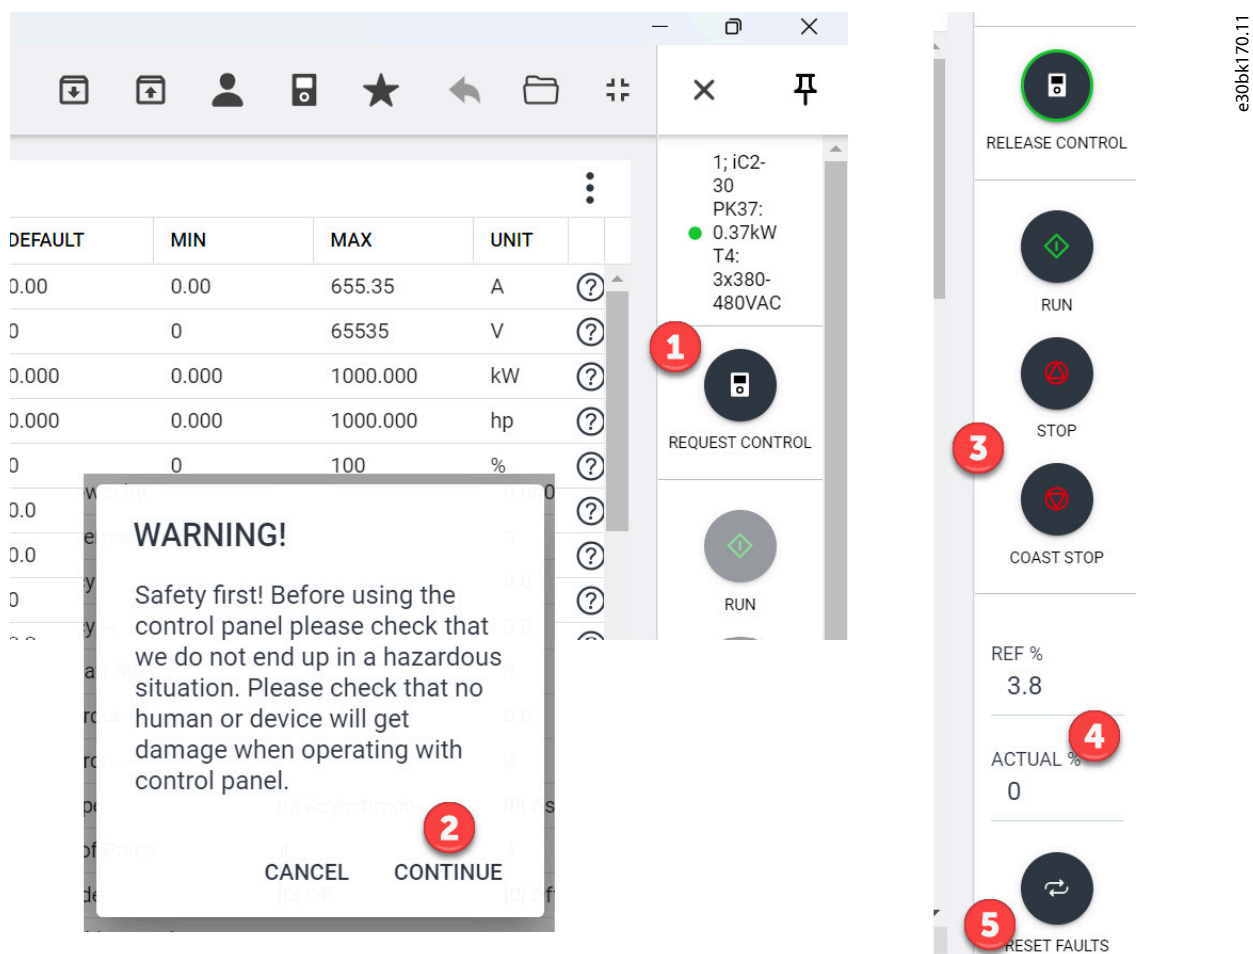 DEFAULT MIN MAX UNIT
0.00 0.00 655.35 A
0 0 65535 V
0.000 0.000 1000.000 kW
0.000 0.000 1000.000 hp
0 0 100 %
0.0
0.0
0
1; iC2-
30
PK37:
0.37kW
T4:
3x380-
480VAC
1
REQUEST CONTROL
RUN
WARNING!
Safety first! Before using the
control panel please check that
we do not end up in a hazardous
situation. Please check that no
human or device will get
damage when operating with
control panel.
2
CANCEL CONTINUE
RELEASE CONTROL
RUN
STOP
3
COAST STOP
REF %
3.8
4
ACTUAL %
0
5
RESET FAULTS
e30bk170.11